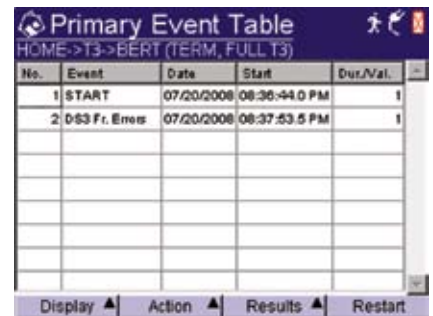 Primary Event Table
HOME->T3->BERT (TERM, FULL T3)
No. Event Date Start Dur./Val.
1 START 07/20/2008 08:36:44.0 PM 1
2 DS3 Fr. Errors 07/20/2008 08:37:53.5 PM 1
Display Action Results Restart